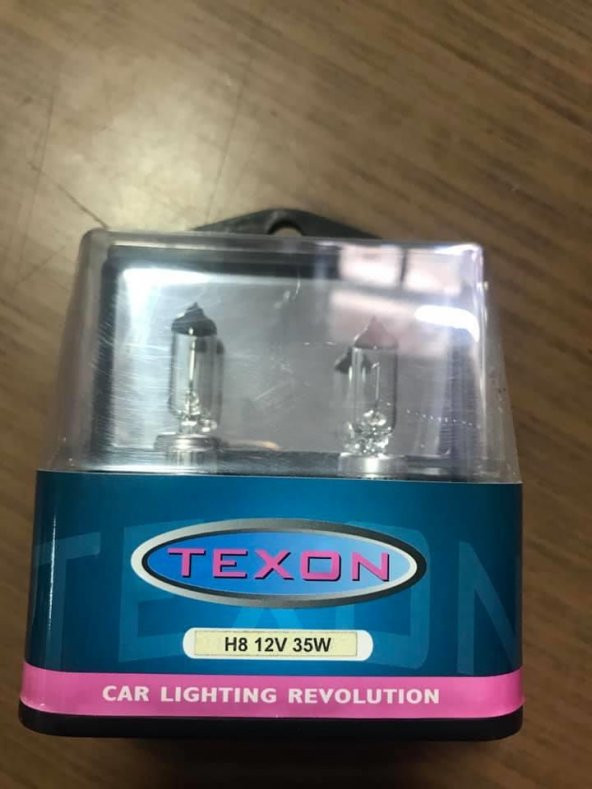 TEXON
H8 12V 35W
CAR LIGHTING REVOLUTION